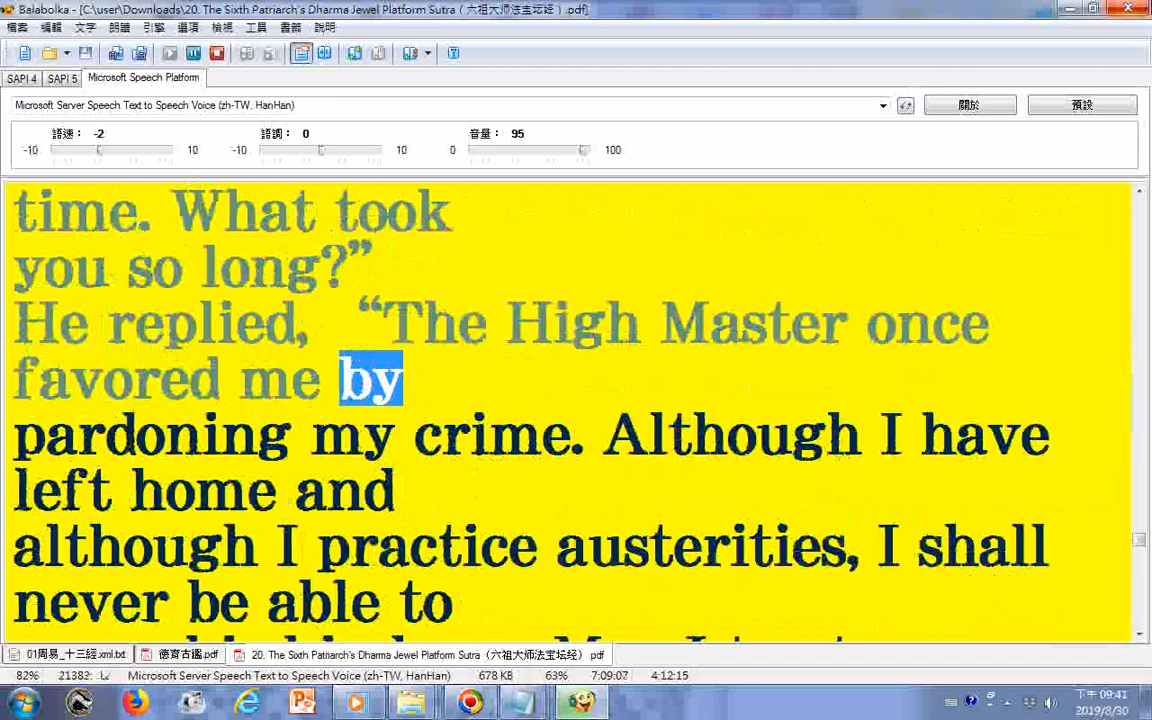 Balabolka - [C:\user\Downloads\20. The Sixth Patriarch's Dharma Jewel Platform Sutra（六祖大师法宝坛经）.pdf]
檔案 編輯 文字 朗讀 引擎 選項 檢視 工具 書籤 說明
SAPI 4 SAPI 5 Microsoft Speech Platform
Microsoft Server Speech Text to Speech Voice (zh-TW, HanHan) 關於 預設
語速： -2 語調： 0 音量： 95
-10 10 -10 10 0 100
time. What took
you so long?”
He replied, “The High Master once
favored me by
pardoning my crime. Although I have
left home and
although I practice austerities, I shall
never be able to
01周易_十三經.xml.txt 德育古鑑.pdf 20. The Sixth Patriarch's Dharma Jewel Platform Sutra（六祖大师法宝坛经）.pdf
82% 21382: Microsoft Server Speech Text to Speech Voice (zh-TW, HanHan) 678 KB 63% 7:09:07 4:12:15
下午 09:41
2019/8/30